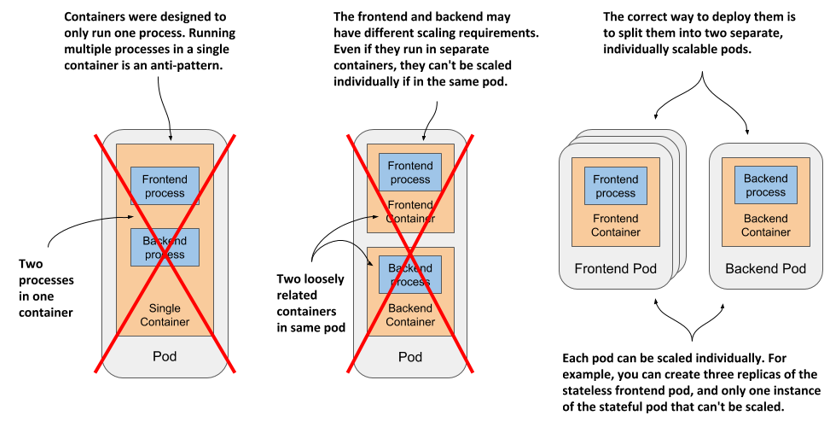 Containers were designed to
only run one process. Running
multiple processes in a single
container is an anti-pattern.
Frontend
process
Backend
process
Two
processes
in one
container
Single
Container
Pod
The frontend and backend may
have different scaling requirements.
Even if they run in separate
containers, they can't be scaled
individually if in the same pod.
Frontend
process
Frontend
Container
Backend
process
Two loosely
related
containers
in same pod
Backend
Container
Pod
The correct way to deploy them is
to split them into two separate,
individually scalable pods.
Frontend
process
Frontend
Container
Frontend Pod
Backend
process
Backend
Container
Backend Pod
Each pod can be scaled individually. For
example, you can create three replicas of the
stateless frontend pod, and only one instance
of the stateful pod that can't be scaled.